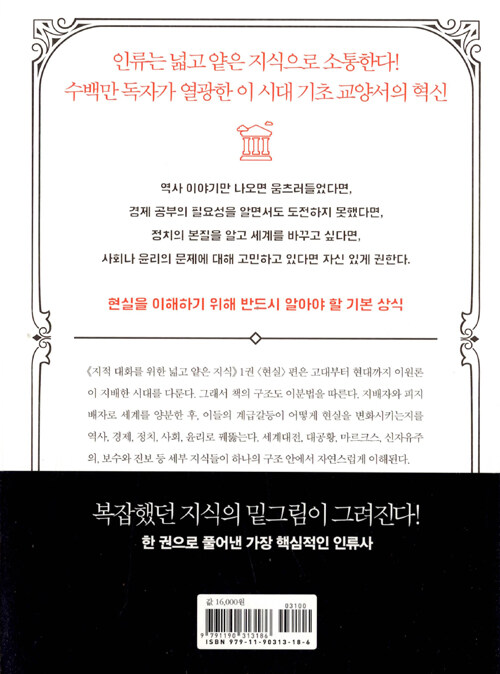 인류는 넓고 얕은 지식으로 소통한다!
수백만 독자가 열광한 이 시대 기초 교양서의 혁신
역사 이야기만 나오면 움츠러들었다면,
경제 공부의 필요성을 알면서도 도전하지 못했다면,
정치의 본질을 알고 세계를 바꾸고 싶다면,
사회나 윤리의 문제에 대해 고민하고 있다면 자신 있게 권한다.
현실을 이해하기 위해 반드시 알아야 할 기본 상식
《지적 대화를 위한 넓고 얕은 지식》 1권 〈현실〉 편은 고대부터 현대까지 이원론
이 지배한 시대를 다룬다. 그래서 책의 구조도 이분법을 따른다. 지배자와 피지
배자로 세계를 양분한 후, 이들의 계급갈등이 어떻게 현실을 변화시키는지를
역사, 경제, 정치, 사회, 윤리로 꿰뚫는다. 세계대전, 대공황, 마르크스, 신자유주
의, 보수와 진보 등 세부 지식들이 하나의 구조 안에서 자연스럽게 이해된다.
복잡했던 지식의 밑그림이 그려진다!
한 권으로 풀어낸 가장 핵심적인 인류사
값 16,000원
03100
9 791190 313186
ISBN 979-11-90313-18-6